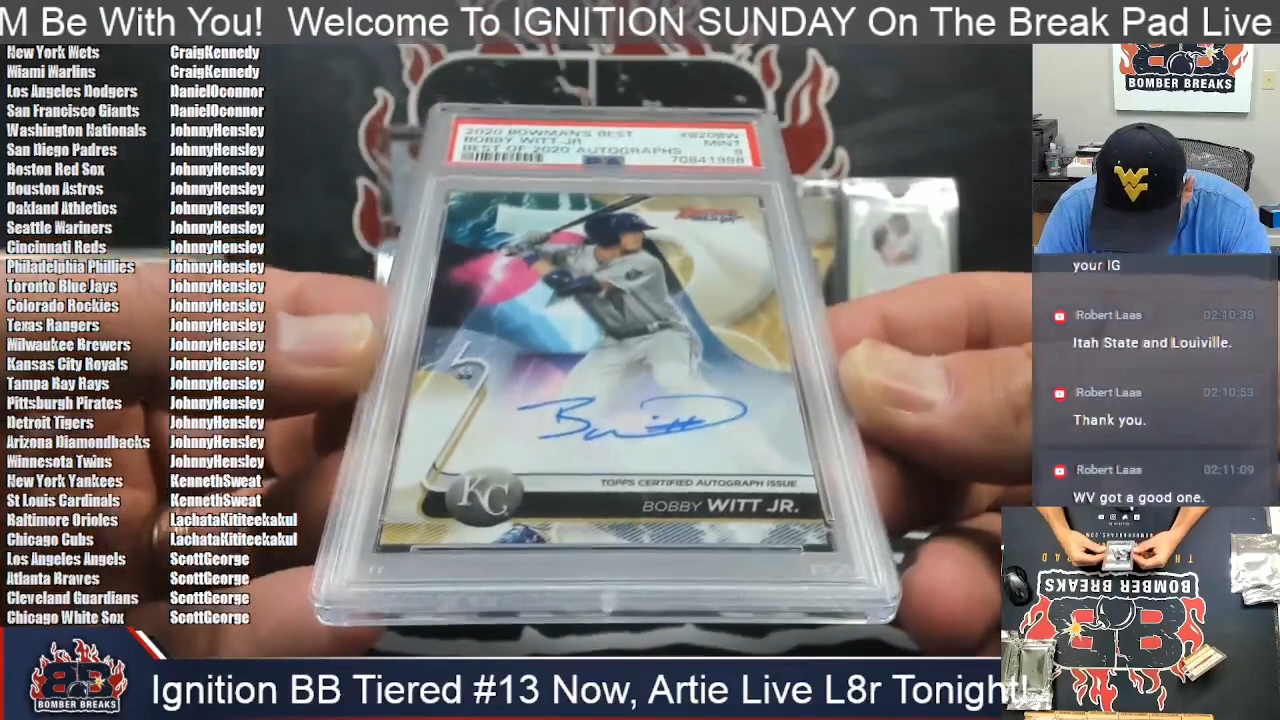 M Be With You!   Welcome To IGNITION SUNDAY On The Break Pad Live
New York Mets CraigKennedy
Miami Marlins CraigKennedy
Los Angeles Dodgers DanielOconnor
San Francisco Giants DanielOconnor
Washington Nationals JohnnyHensley
San Diego Padres JohnnyHensley
Boston Red Sox JohnnyHensley
Houston Astros JohnnyHensley
Oakland Athletics JohnnyHensley
Seattle Mariners JohnnyHensley
Cincinnati Reds JohnnyHensley
Philadelphia Phillies JohnnyHensley
Toronto Blue Jays JohnnyHensley
Colorado Rockies JohnnyHensley
Texas Rangers JohnnyHensley
Milwaukee Brewers JohnnyHensley
Kansas City Royals JohnnyHensley
Tampa Bay Rays JohnnyHensley
Pittsburgh Pirates JohnnyHensley
Detroit Tigers JohnnyHensley
Arizona Diamondbacks JohnnyHensley
Minnesota Twins JohnnyHensley
New York Yankees KennethSweat
St Louis Cardinals KennethSweat
Baltimore Orioles LachataKititeekakul
Chicago Cubs LachataKititeekakul
Los Angeles Angels ScottGeorge
Atlanta Braves ScottGeorge
Cleveland Guardians ScottGeorge
Chicago White Sox ScottGeorge
2020 BOWMAN'S BEST #B20BW
BOBBY WITT JR. MINT
BEST OF 2020 AUTOGRAPHS 9
70841998
B Witt
TOPPS CERTIFIED AUTOGRAPH ISSUE
KC
BOBBY WITT JR.
BOMBER BREAKS
WV
your IG
Robert Laas 02:10:38
Itah State and Louiville.
Robert Laas 02:10:53
Thank you.
Robert Laas 02:11:09
WV got a good one.
BOMBER BREAKS
BB
BOMBER BREAKS
Ignition BB Tiered #13 Now, Artie Live L8r Tonight!